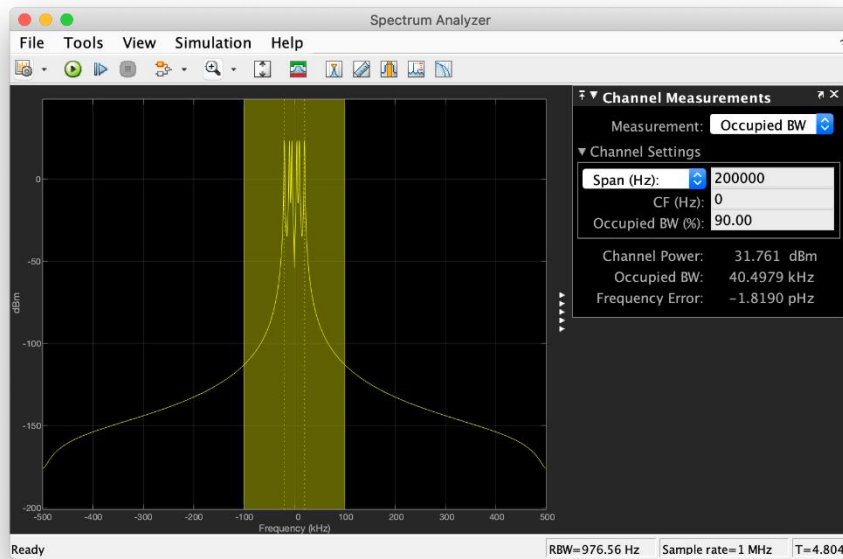 Spectrum Analyzer
File Tools View Simulation Help
Channel Measurements
Measurement: Occupied BW
Channel Settings
Span (Hz): 200000
CF (Hz): 0
Occupied BW (%): 90.00
Channel Power: 31.761 dBm
Occupied BW: 40.4979 kHz
Frequency Error: -1.8190 pHz
dBm
0
-50
-100
-150
-200
-500 -400 -300 -200 -100 0 100 200 300 400 500
Frequency (kHz)
Ready RBW=976.56 Hz Sample rate=1 MHz T=4.804